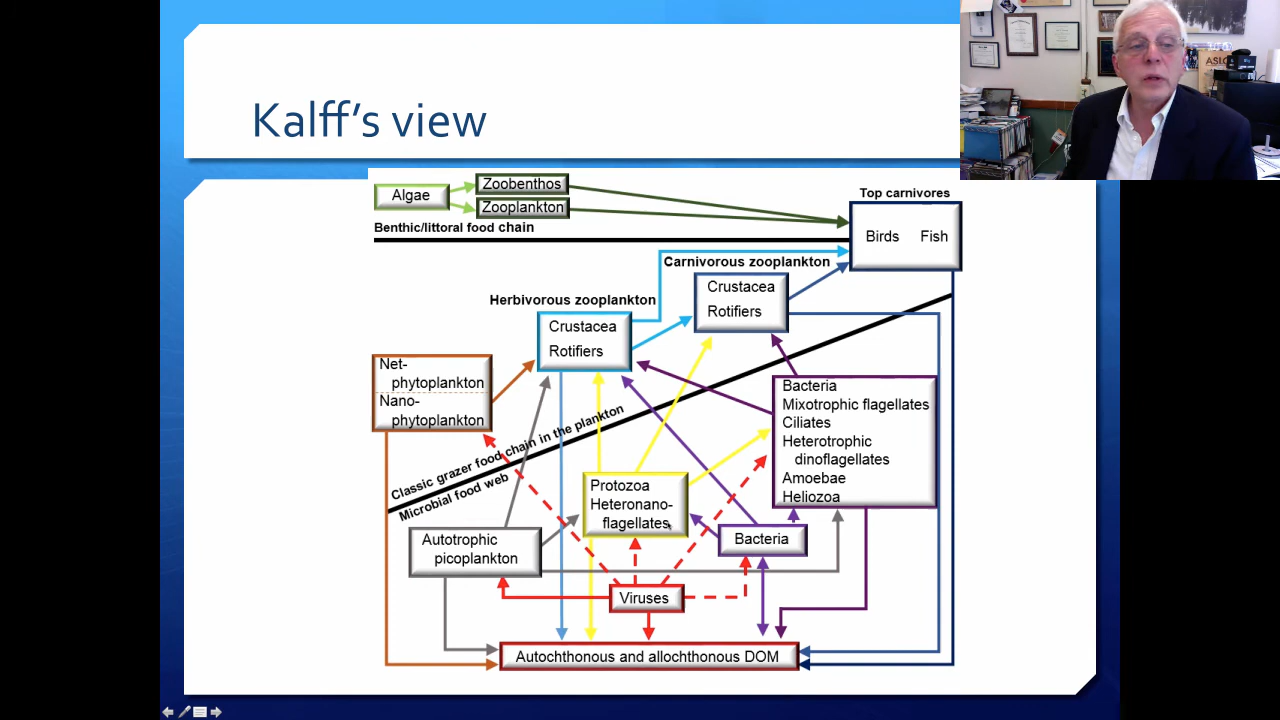 Kalff's view
ASLO
Algae
Zoobenthos
Zooplankton
Benthic/littoral food chain
Top carnivores
Birds Fish
Carnivorous zooplankton
Crustacea
Rotifiers
Herbivorous zooplankton
Crustacea
Rotifiers
Net-
phytoplankton
Nano-
phytoplankton
Classic grazer food chain in the plankton
Microbial food web
Bacteria
Mixotrophic flagellates
Ciliates
Heterotrophic
dinoflagellates
Amoebae
Heliozoa
Protozoa
Heteronano-
flagellates
Autotrophic
picoplankton
Bacteria
Viruses
Autochthonous and allochthonous DOM